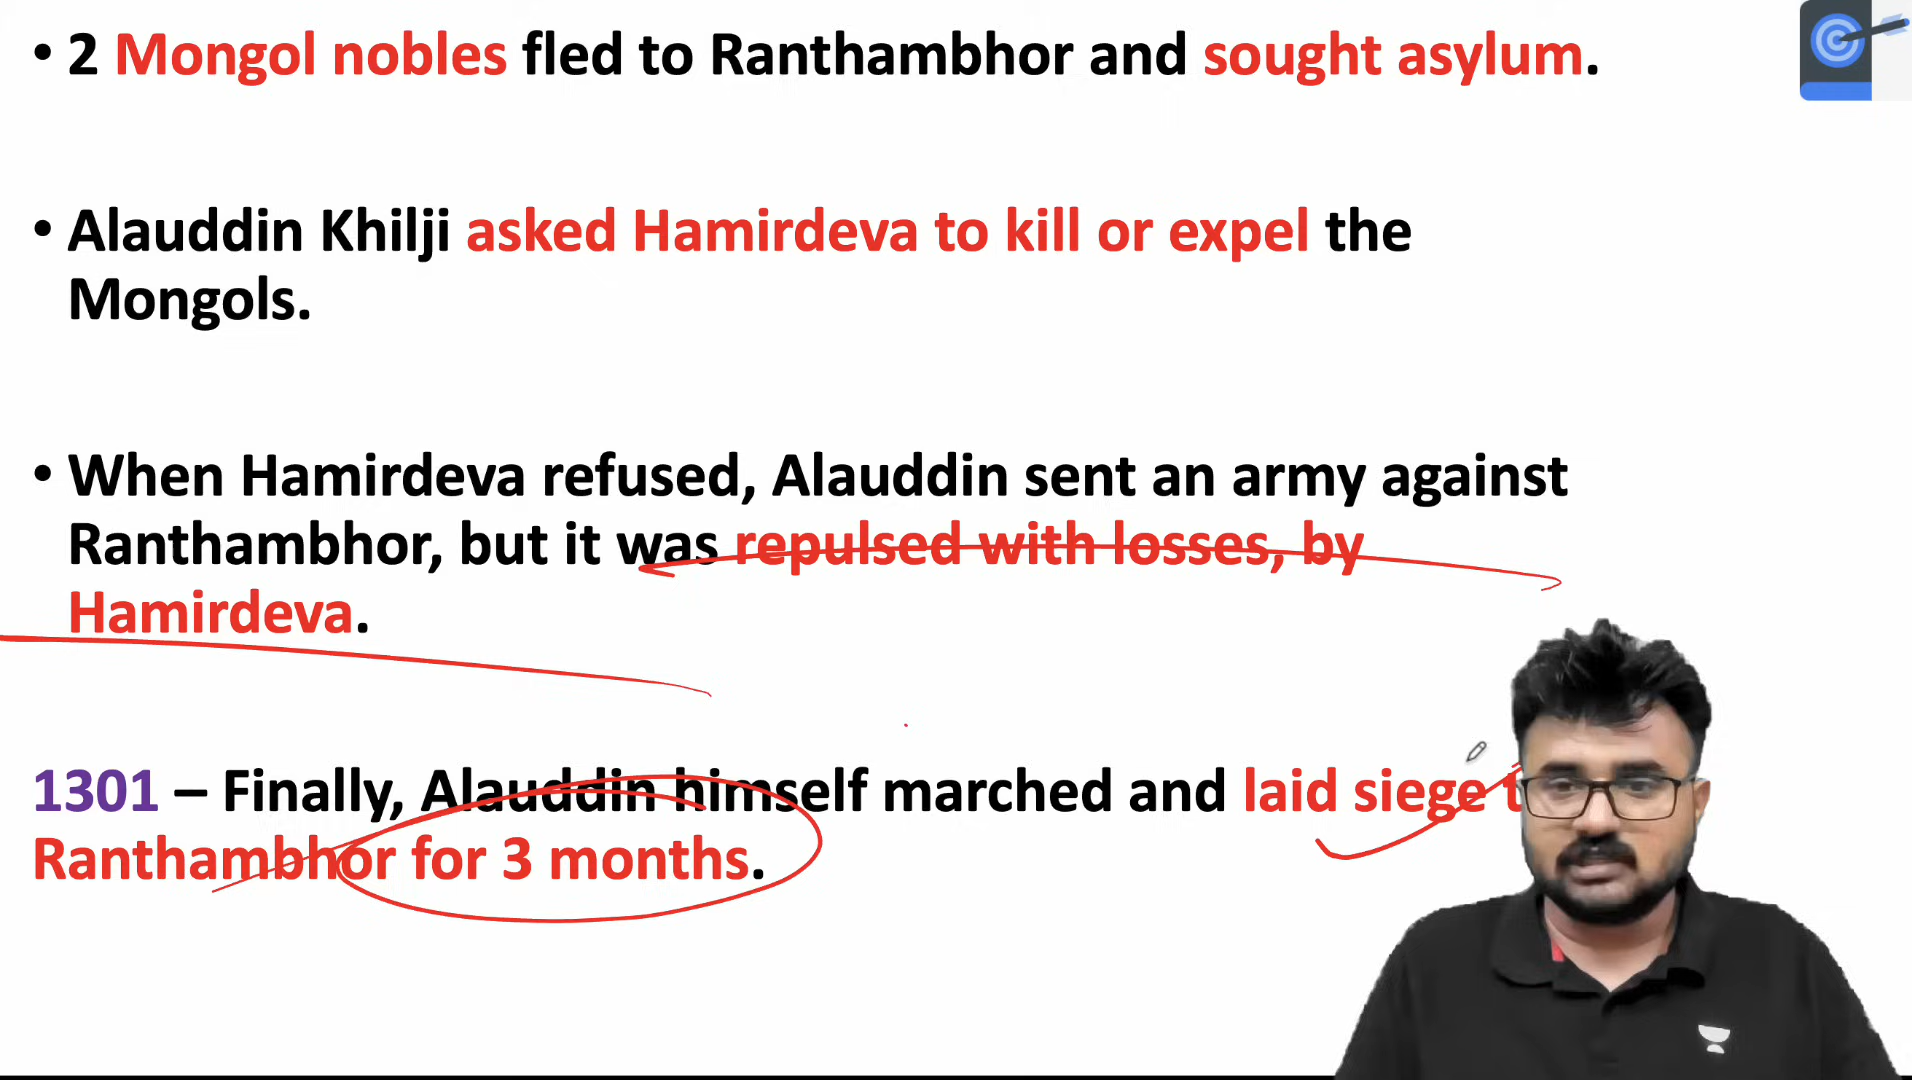 • 2 Mongol nobles fled to Ranthambhor and sought asylum.
• Alauddin Khilji asked Hamirdeva to kill or expel the
Mongols.
• When Hamirdeva refused, Alauddin sent an army against
Ranthambhor, but it was repulsed with losses, by
Hamirdeva.
1301 – Finally, Alauddin himself marched and laid siege
Ranthambhor for 3 months.